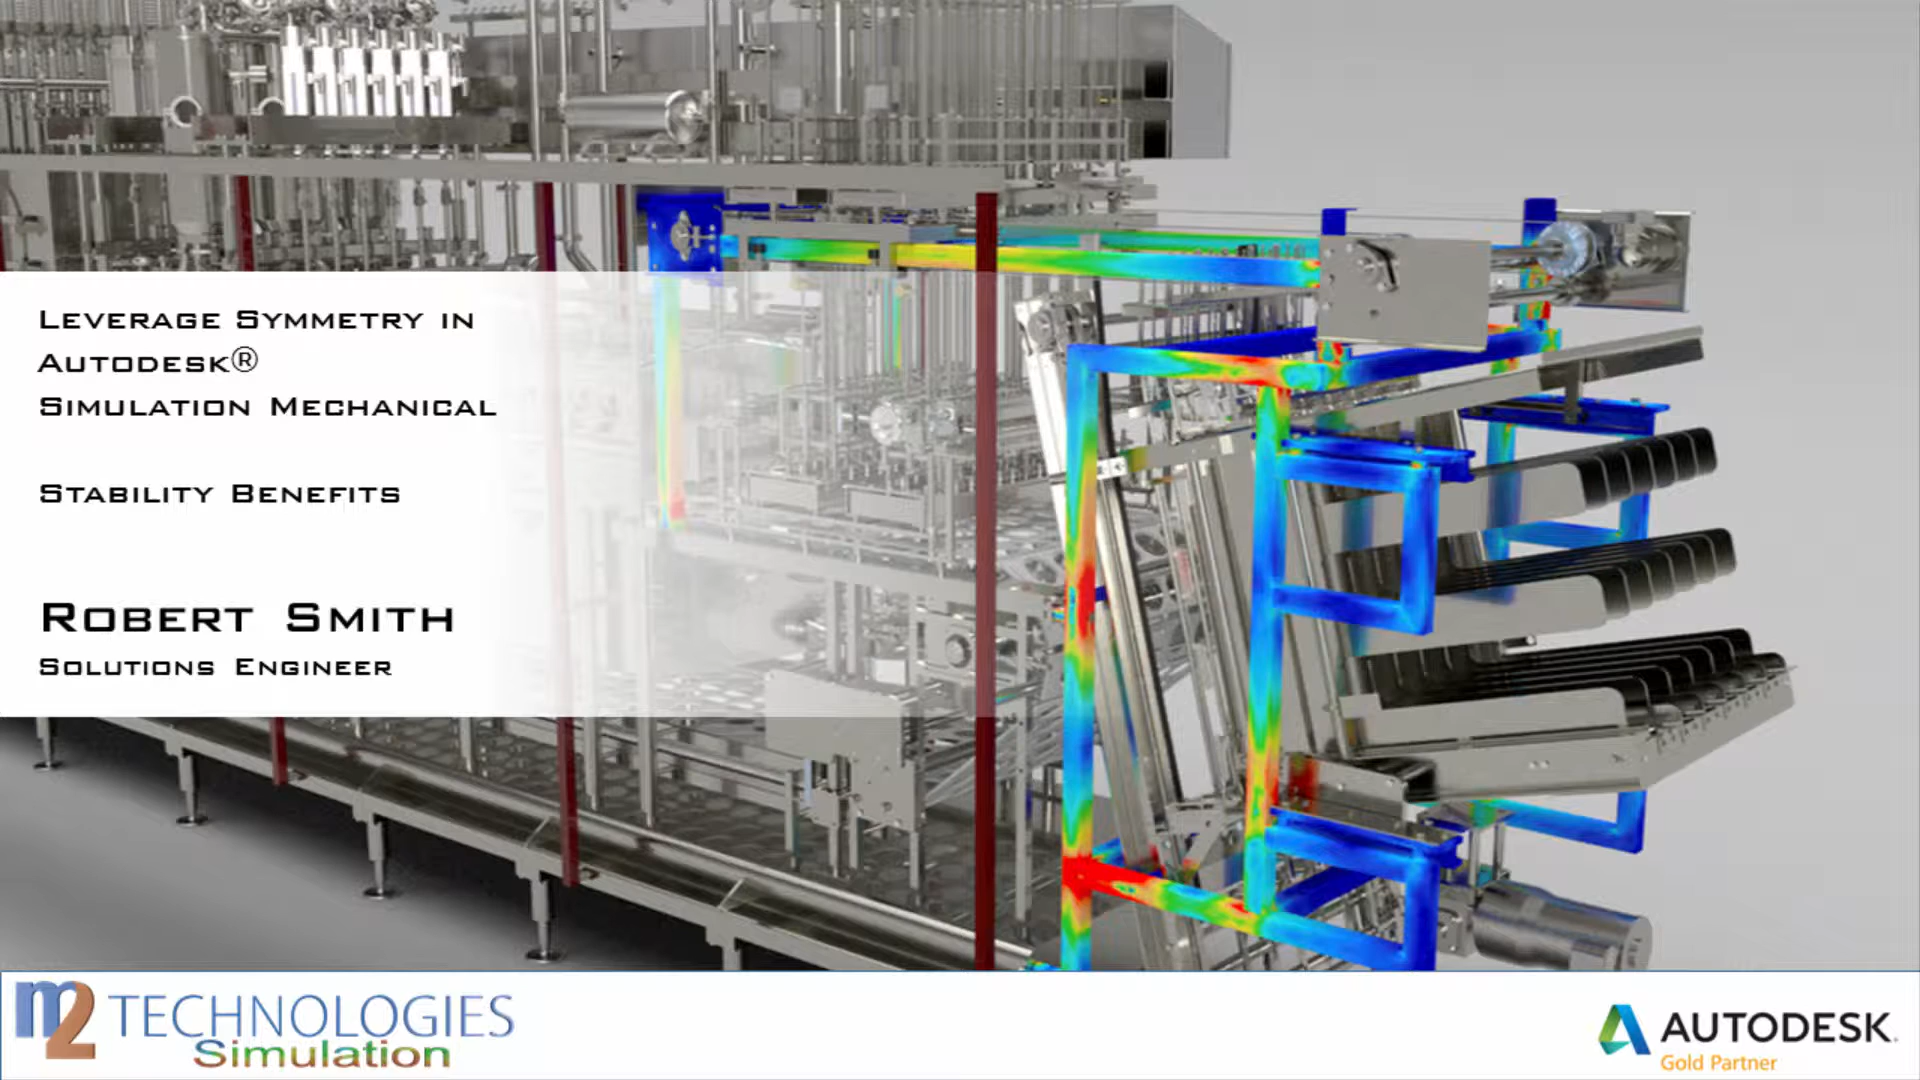 LEVERAGE SYMMETRY IN
AUTODESK®
SIMULATION MECHANICAL
STABILITY BENEFITS
ROBERT SMITH
SOLUTIONS ENGINEER
m2 TECHNOLOGIES
Simulation
AUTODESK.
Gold Partner